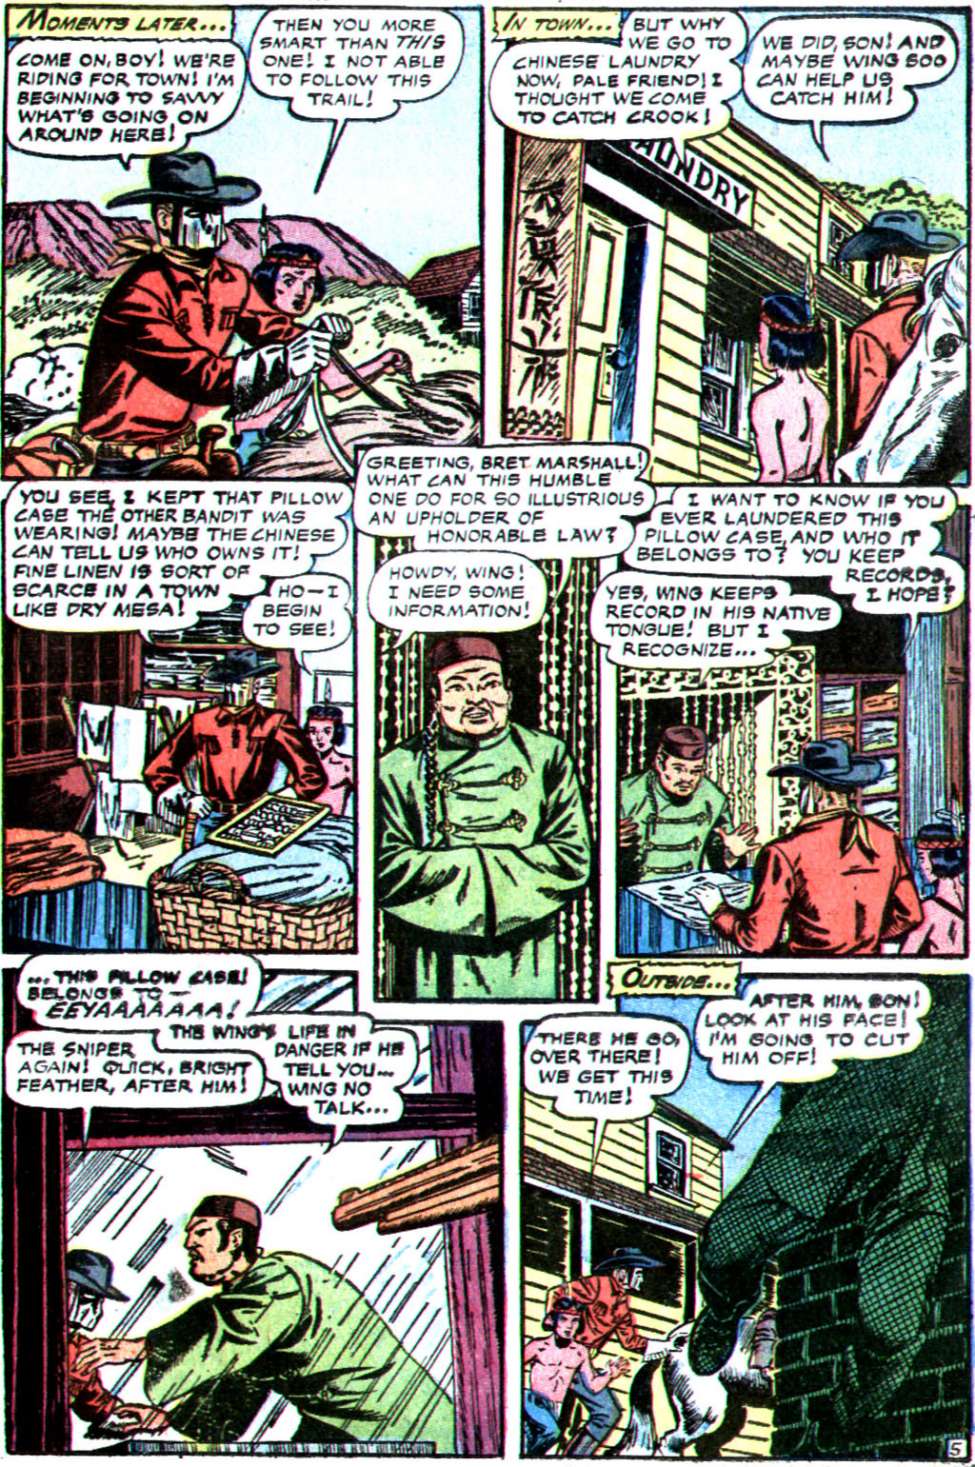 MOMENTS LATER...
COME ON, BOY! WE'RE
RIDING FOR TOWN! I'M
BEGINNING TO SAVVY
WHAT'S GOING ON
AROUND HERE!
THEN YOU MORE
SMART THAN THIS
ONE! I NOT ABLE
TO FOLLOW THIS
TRAIL!
IN TOWN...
BUT WHY
WE GO TO
CHINESE LAUNDRY
NOW, PALE FRIEND! I
THOUGHT WE COME
TO CATCH CROOK!
WE DID, SON! AND
MAYBE WING SOO
CAN HELP US
CATCH HIM!
LAUNDRY
YOU SEE, I KEPT THAT PILLOW
CASE THE OTHER BANDIT WAS
WEARING! MAYBE THE CHINESE
CAN TELL US WHO OWNS IT!
FINE LINEN IS SORT OF
SCARCE IN A TOWN
LIKE DRY MESA!
HO—I
BEGIN
TO SEE!
GREETING, BRET MARSHALL!
WHAT CAN THIS HUMBLE
ONE DO FOR SO ILLUSTRIOUS
AN UPHOLDER OF
HONORABLE LAW?
HOWDY, WING!
I NEED SOME
INFORMATION!
I WANT TO KNOW IF YOU
EVER LAUNDERED THIS
PILLOW CASE, AND WHO IT
BELONGS TO? YOU KEEP
RECORDS,
I HOPE?
YES, WING KEEPS
RECORD IN HIS NATIVE
TONGUE! BUT I
RECOGNIZE...
...THIS PILLOW CASE!
BELONGS TO —
EEYAAAAAAA!
THE SNIPER
AGAIN! QUICK, BRIGHT
FEATHER, AFTER HIM!
THE WING'S LIFE IN
DANGER IF HE
TELL YOU...
WING NO
TALK...
OUTSIDE...
THERE HE GO,
OVER THERE!
WE GET THIS
TIME!
AFTER HIM, SON!
LOOK AT HIS FACE!
I'M GOING TO CUT
HIM OFF!
5